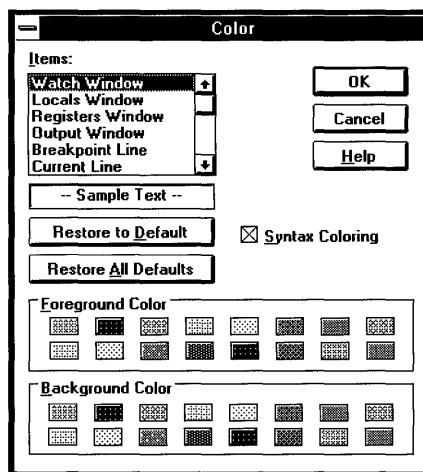 Color
Items:
Watch Window
Locals Window
Registers Window
Output Window
Breakpoint Line
Current Line
OK
Cancel
Help
-- Sample Text --
Restore to Default
Syntax Coloring
Restore All Defaults
Foreground Color
Background Color